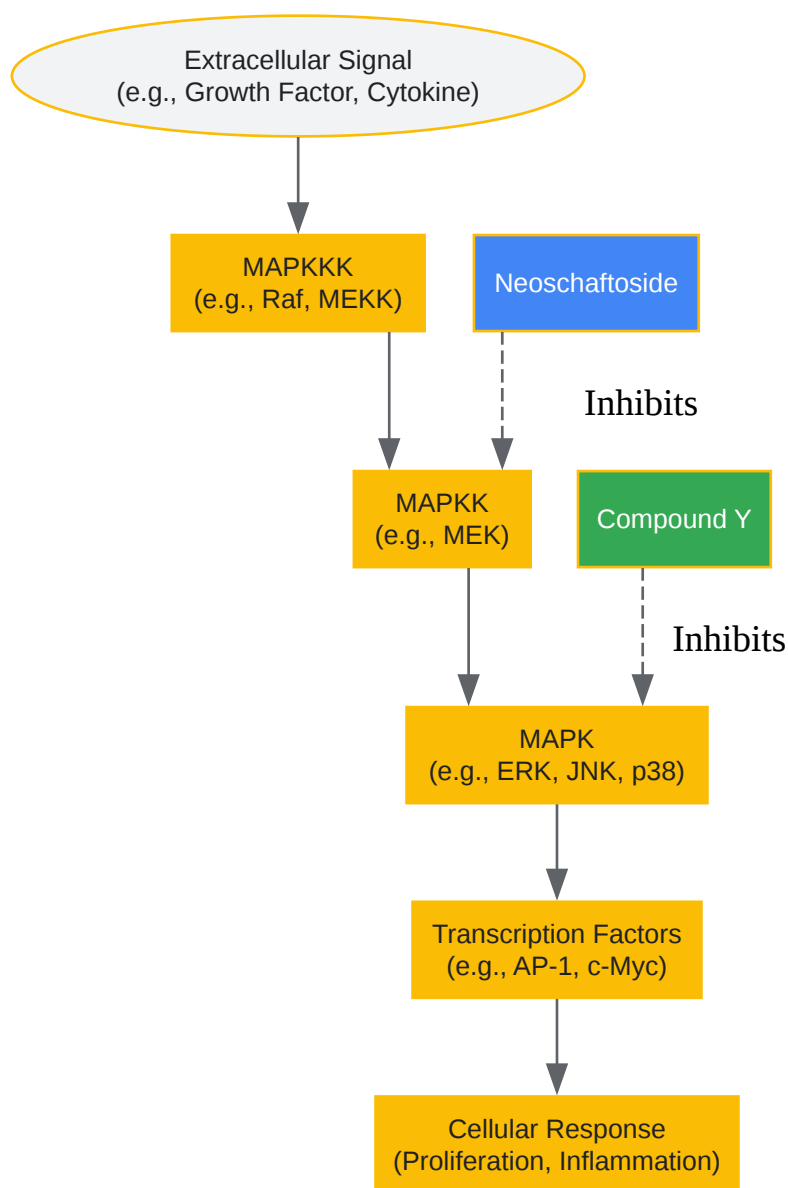 Extracellular Signal
(e.g., Growth Factor, Cytokine)
MAPKKK
(e.g., Raf, MEKK)
Neoschaftoside
Inhibits
MAPKK
(e.g., MEK)
Compound Y
Inhibits
MAPK
(e.g., ERK, JNK, p38)
Transcription Factors
(e.g., AP-1, c-Myc)
Cellular Response
(Proliferation, Inflammation)